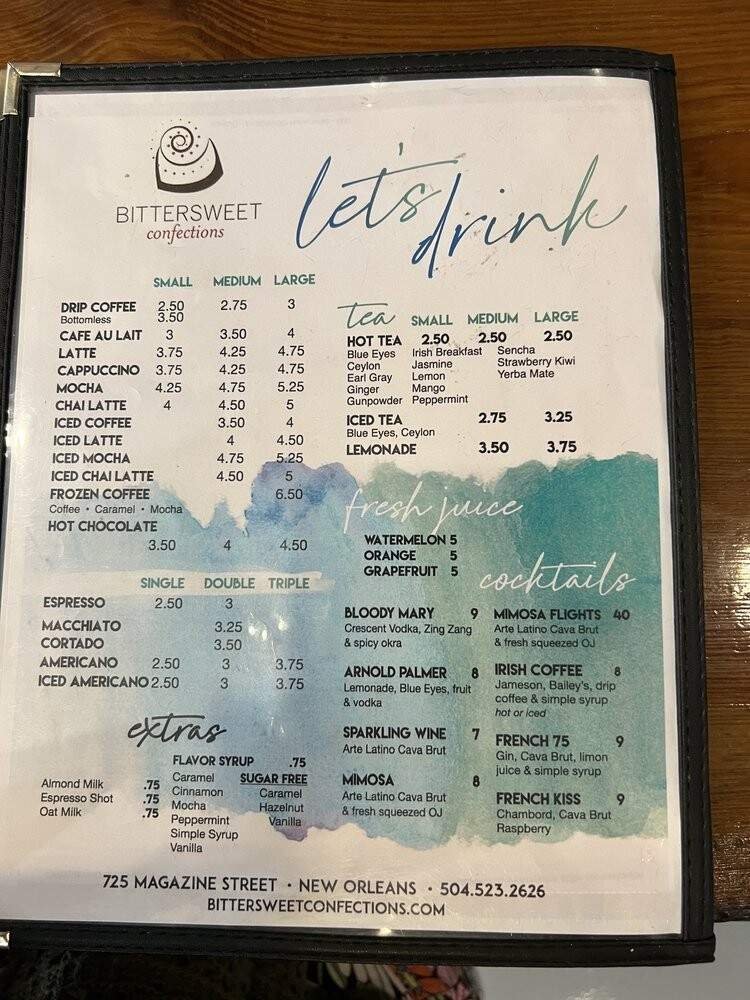 BITTERSWEET
confections
let's drink
SMALL MEDIUM LARGE
DRIP COFFEE 2.50 2.75 3
Bottomless 3.50
CAFE AU LAIT 3 3.50 4
LATTE 3.75 4.25 4.75
CAPPUCCINO 3.75 4.25 4.75
MOCHA 4.25 4.75 5.25
CHAI LATTE 4 4.50 5
ICED COFFEE 3.50 4
ICED LATTE 4 4.50
ICED MOCHA 4.75 5.25
ICED CHAI LATTE 4.50 5
FROZEN COFFEE 6.50
Coffee • Caramel • Mocha
HOT CHOCOLATE
3.50 4 4.50
SINGLE DOUBLE TRIPLE
ESPRESSO 2.50 3
MACCHIATO 3.25
CORTADO 3.50
AMERICANO 2.50 3 3.75
ICED AMERICANO 2.50 3 3.75
extras
Almond Milk .75
Espresso Shot .75
Oat Milk .75
FLAVOR SYRUP .75
Caramel
Cinnamon
Mocha
Peppermint
Simple Syrup
Vanilla
SUGAR FREE
Caramel
Hazelnut
Vanilla
tea SMALL MEDIUM LARGE
HOT TEA 2.50 2.50 2.50
Blue Eyes Irish Breakfast Sencha
Ceylon Jasmine Strawberry Kiwi
Earl Gray Lemon Yerba Mate
Ginger Mango
Gunpowder Peppermint
ICED TEA 2.75 3.25
Blue Eyes, Ceylon
LEMONADE 3.50 3.75
fresh juice
WATERMELON 5
ORANGE 5
GRAPEFRUIT 5
cocktails
BLOODY MARY 9
Crescent Vodka, Zing Zang
& spicy okra
ARNOLD PALMER 8
Lemonade, Blue Eyes, fruit
& vodka
SPARKLING WINE 7
Arte Latino Cava Brut
MIMOSA 8
Arte Latino Cava Brut
& fresh squeezed OJ
MIMOSA FLIGHTS 40
Arte Latino Cava Brut
& fresh squeezed OJ
IRISH COFFEE 8
Jameson, Bailey's, drip
coffee & simple syrup
hot or iced
FRENCH 75 9
Gin, Cava Brut, limon
juice & simple syrup
FRENCH KISS 9
Chambord, Cava Brut
Raspberry
725 MAGAZINE STREET • NEW ORLEANS • 504.523.2626
BITTERSWEETCONFECTIONS.COM